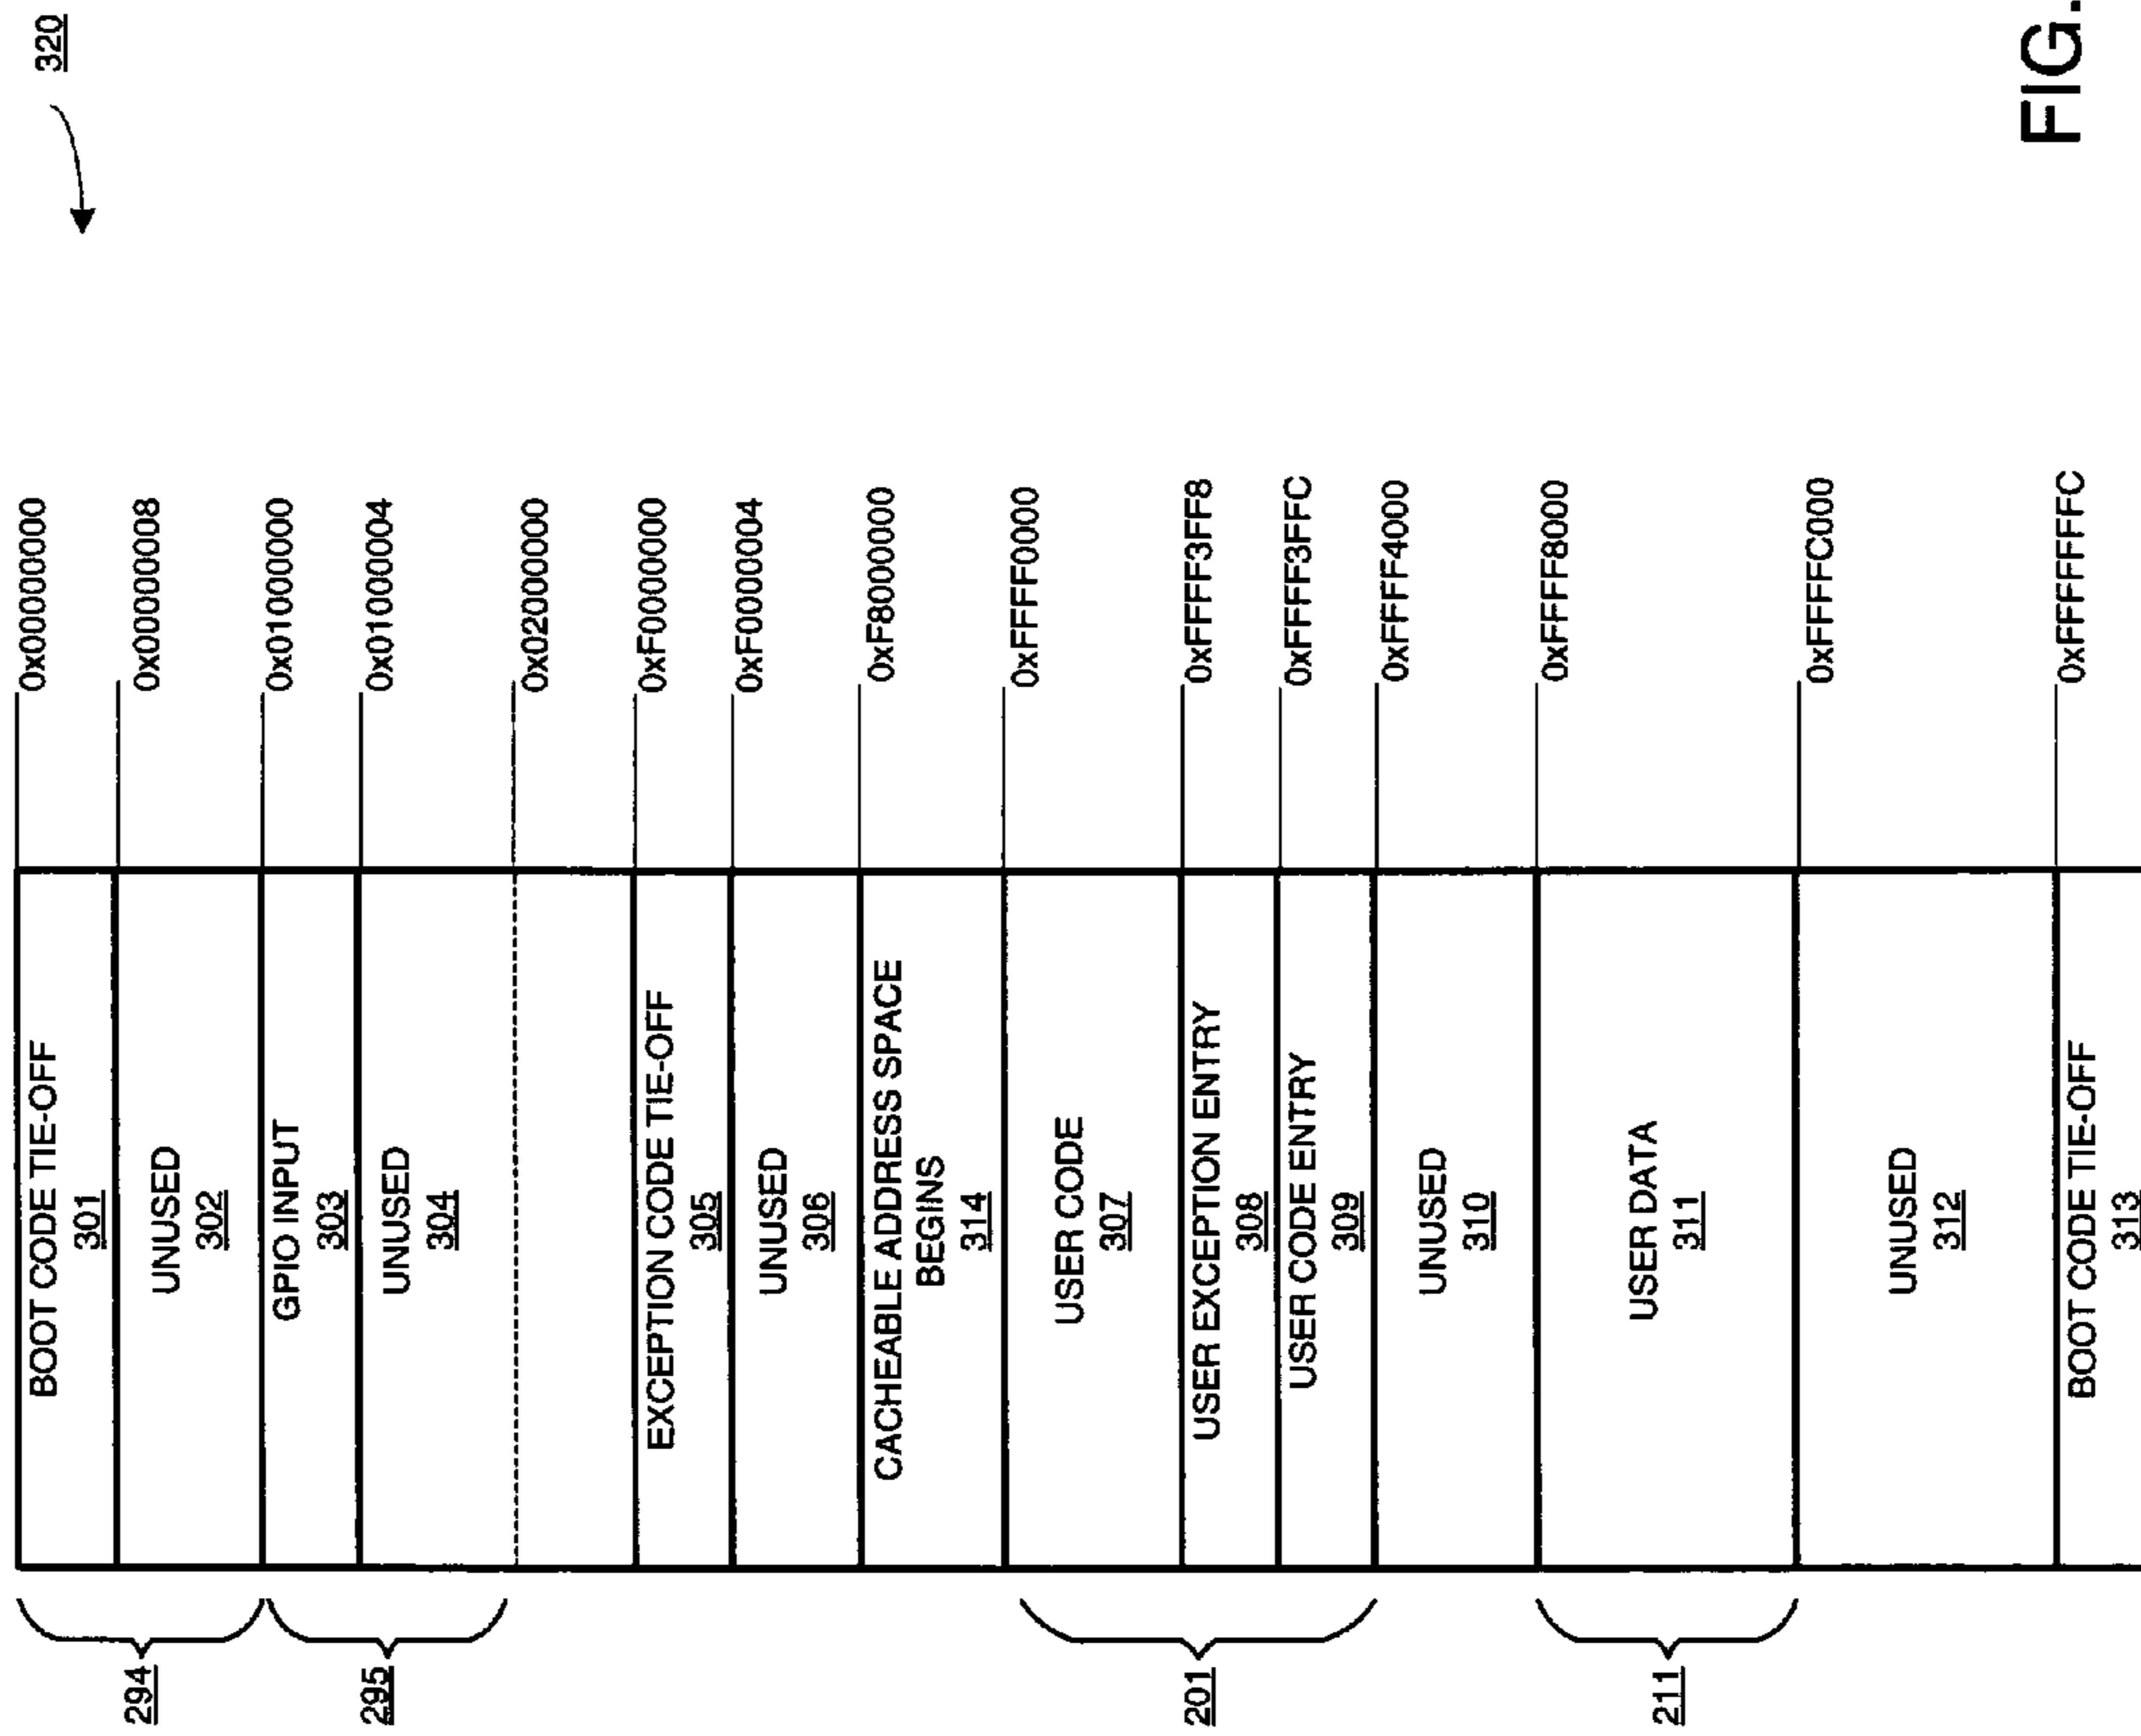 320
0x00000000
BOOT CODE TIE-OFF
301
294
0x00000008
UNUSED
302
0x01000000
GPIO INPUT
303
295
0x01000004
UNUSED
304
0x02000000
0xF0000000
EXCEPTION CODE TIE-OFF
305
0xF0000004
UNUSED
306
0xF8000000
CACHEABLE ADDRESS SPACE
BEGINS
314
0xFFFF0000
USER CODE
307
201
0xFFFF3FF8
USER EXCEPTION ENTRY
308
0xFFFF3FFC
USER CODE ENTRY
309
0xFFFF4000
UNUSED
310
0xFFFF8000
USER DATA
311
211
0xFFFFC000
UNUSED
312
0xFFFFFFFC
BOOT CODE TIE-OFF
313
FIG.